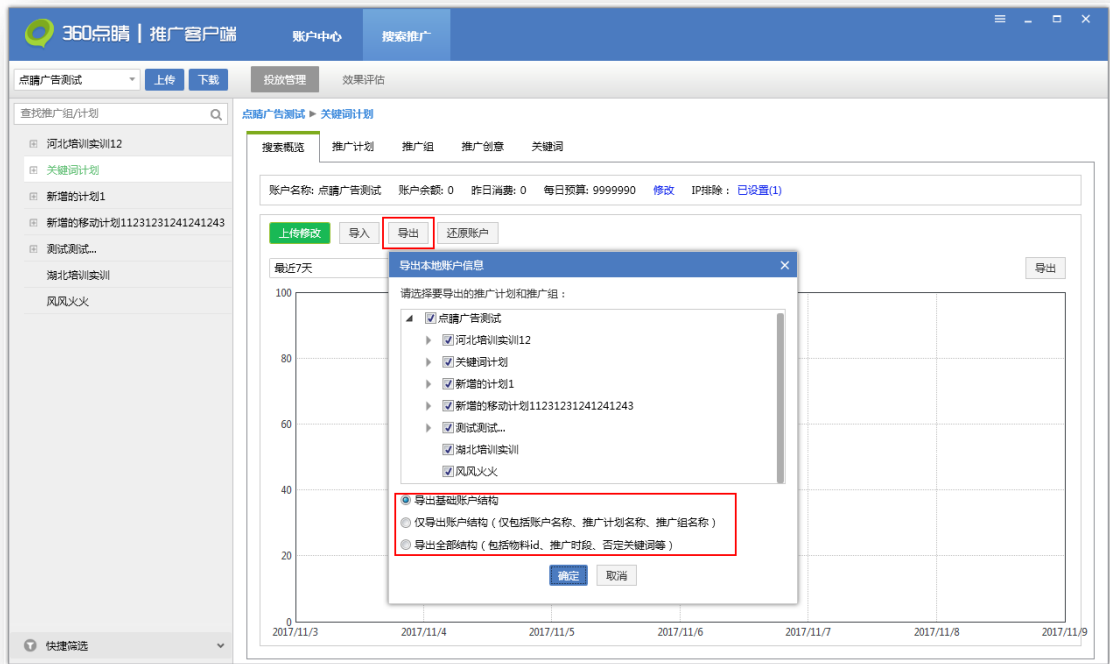 360点睛 | 推广客户端 账户中心 搜索推广
点睛广告测试 上传 下载 投放管理 效果评估
查找推广组/计划
河北培训实训12
关键词计划
新增的计划1
新增的移动计划11231231241241243
测试测试...
湖北培训实训
风风火火
快捷筛选
点睛广告测试 ▶ 关键词计划
搜索概览 推广计划 推广组 推广创意 关键词
账户名称: 点睛广告测试 账户余额: 0 昨日消费: 0 每日预算: 9999990 修改 IP排除： 已设置(1)
上传修改 导入 导出 还原账户
最近7天 导出
导出本地账户信息
请选择要导出的推广计划和推广组：
点睛广告测试
河北培训实训12
关键词计划
新增的计划1
新增的移动计划11231231241241243
测试测试...
湖北培训实训
风风火火
导出基础账户结构
仅导出账户结构（仅包括账户名称、推广计划名称、推广组名称）
导出全部结构（包括物料id、推广时段、否定关键词等）
确定 取消
100
80
60
40
20
0
2017/11/3 2017/11/4 2017/11/5 2017/11/6 2017/11/7 2017/11/8 2017/11/9